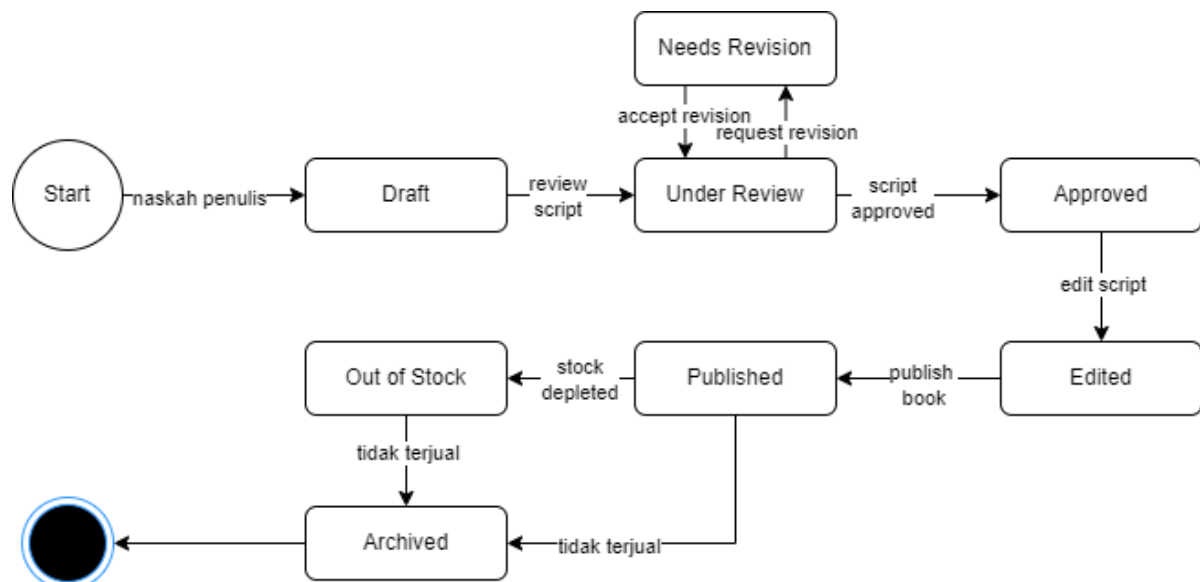 Needs Revision
accept revision
request revision
Start
naskah penulis
Draft
review
script
Under Review
script
approved
Approved
edit script
Out of Stock
stock
depleted
Published
publish
book
Edited
tidak terjual
Archived
tidak terjual